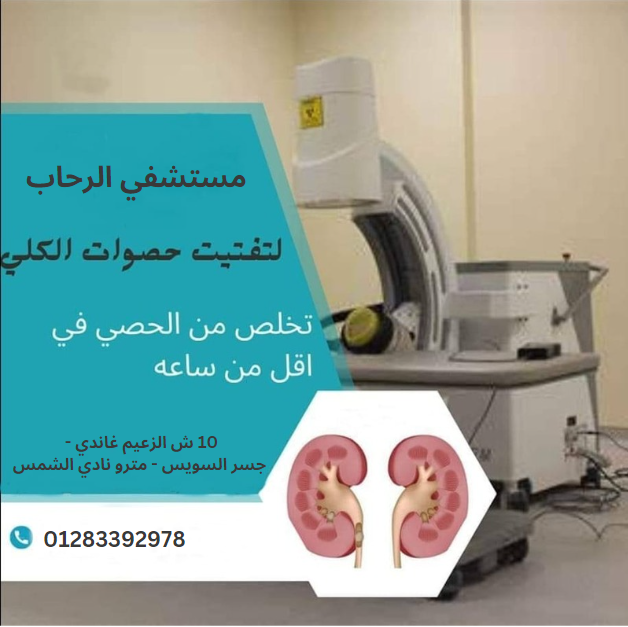 مستشفي الرحاب
لتفتيت حصوات الكلي
تخلص من الحصي في
اقل من ساعه
10 ش الزعيم غاندي -
جسر السويس - مترو نادي الشمس
01283392978